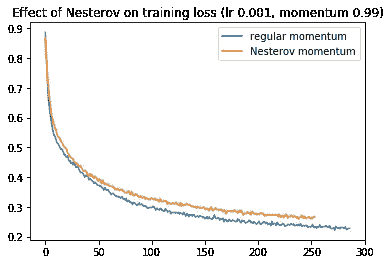 Effect of Nesterov on training loss (lr 0.001, momentum 0.99)
regular momentum
Nesterov momentum
0.9
0.8
0.7
0.6
0.5
0.4
0.3
0.2
0 50 100 150 200 250 300